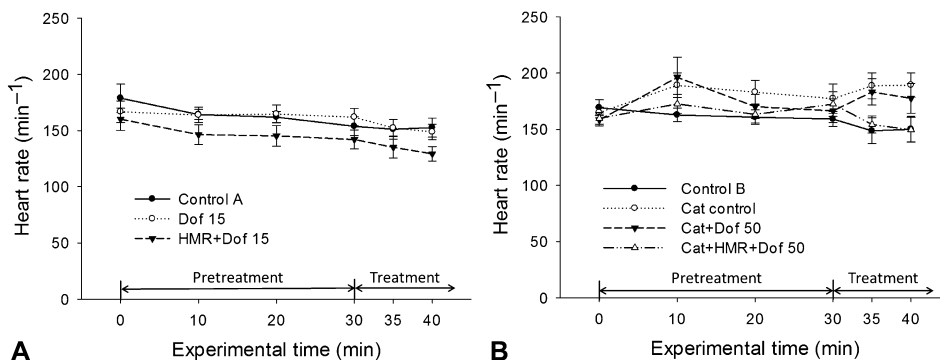 250
200
150
100
50
0
Heart rate (min–1)
Control A
Dof 15
HMR+Dof 15
Pretreatment Treatment
0 10 20 30 35 40
Experimental time (min)
A
250
200
150
100
50
0
Heart rate (min–1)
Control B
Cat control
Cat+Dof 50
Cat+HMR+Dof 50
Pretreatment Treatment
0 10 20 30 35 40
Experimental time (min)
B